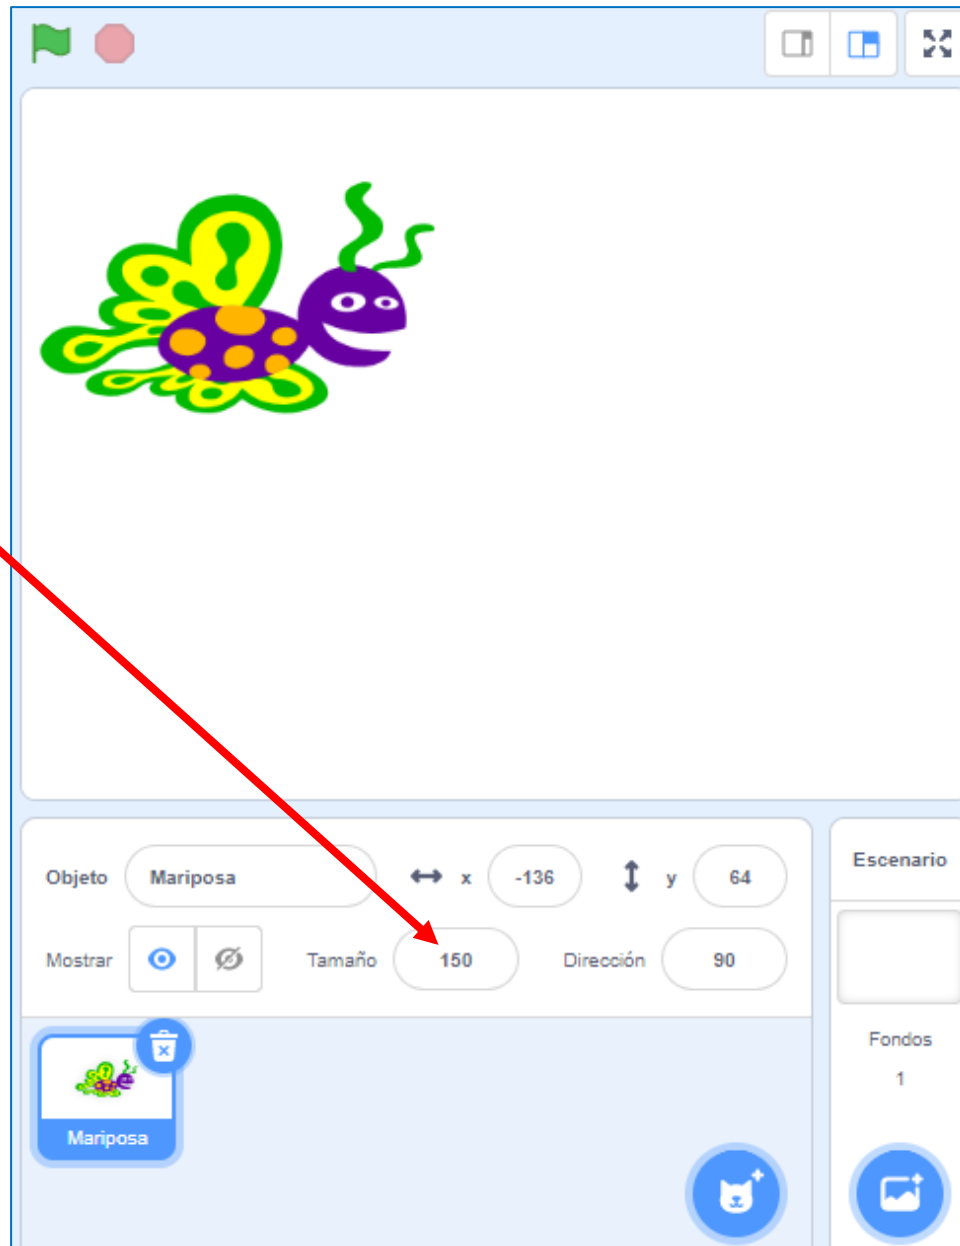 Objeto Mariposa x -136 y 64
Mostrar Tamaño 150 Dirección 90
Mariposa
Escenario
Fondos
1